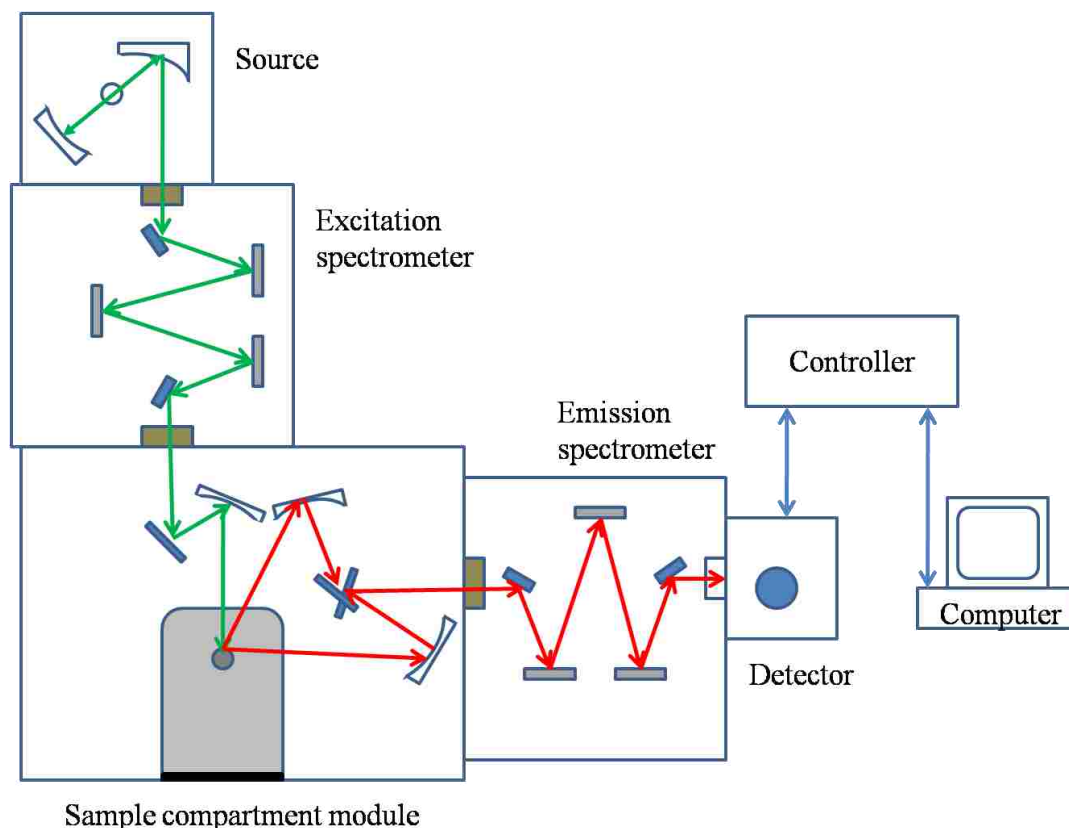 Source
Excitation
spectrometer
Controller
Emission
spectrometer
Computer
Detector
Sample compartment module